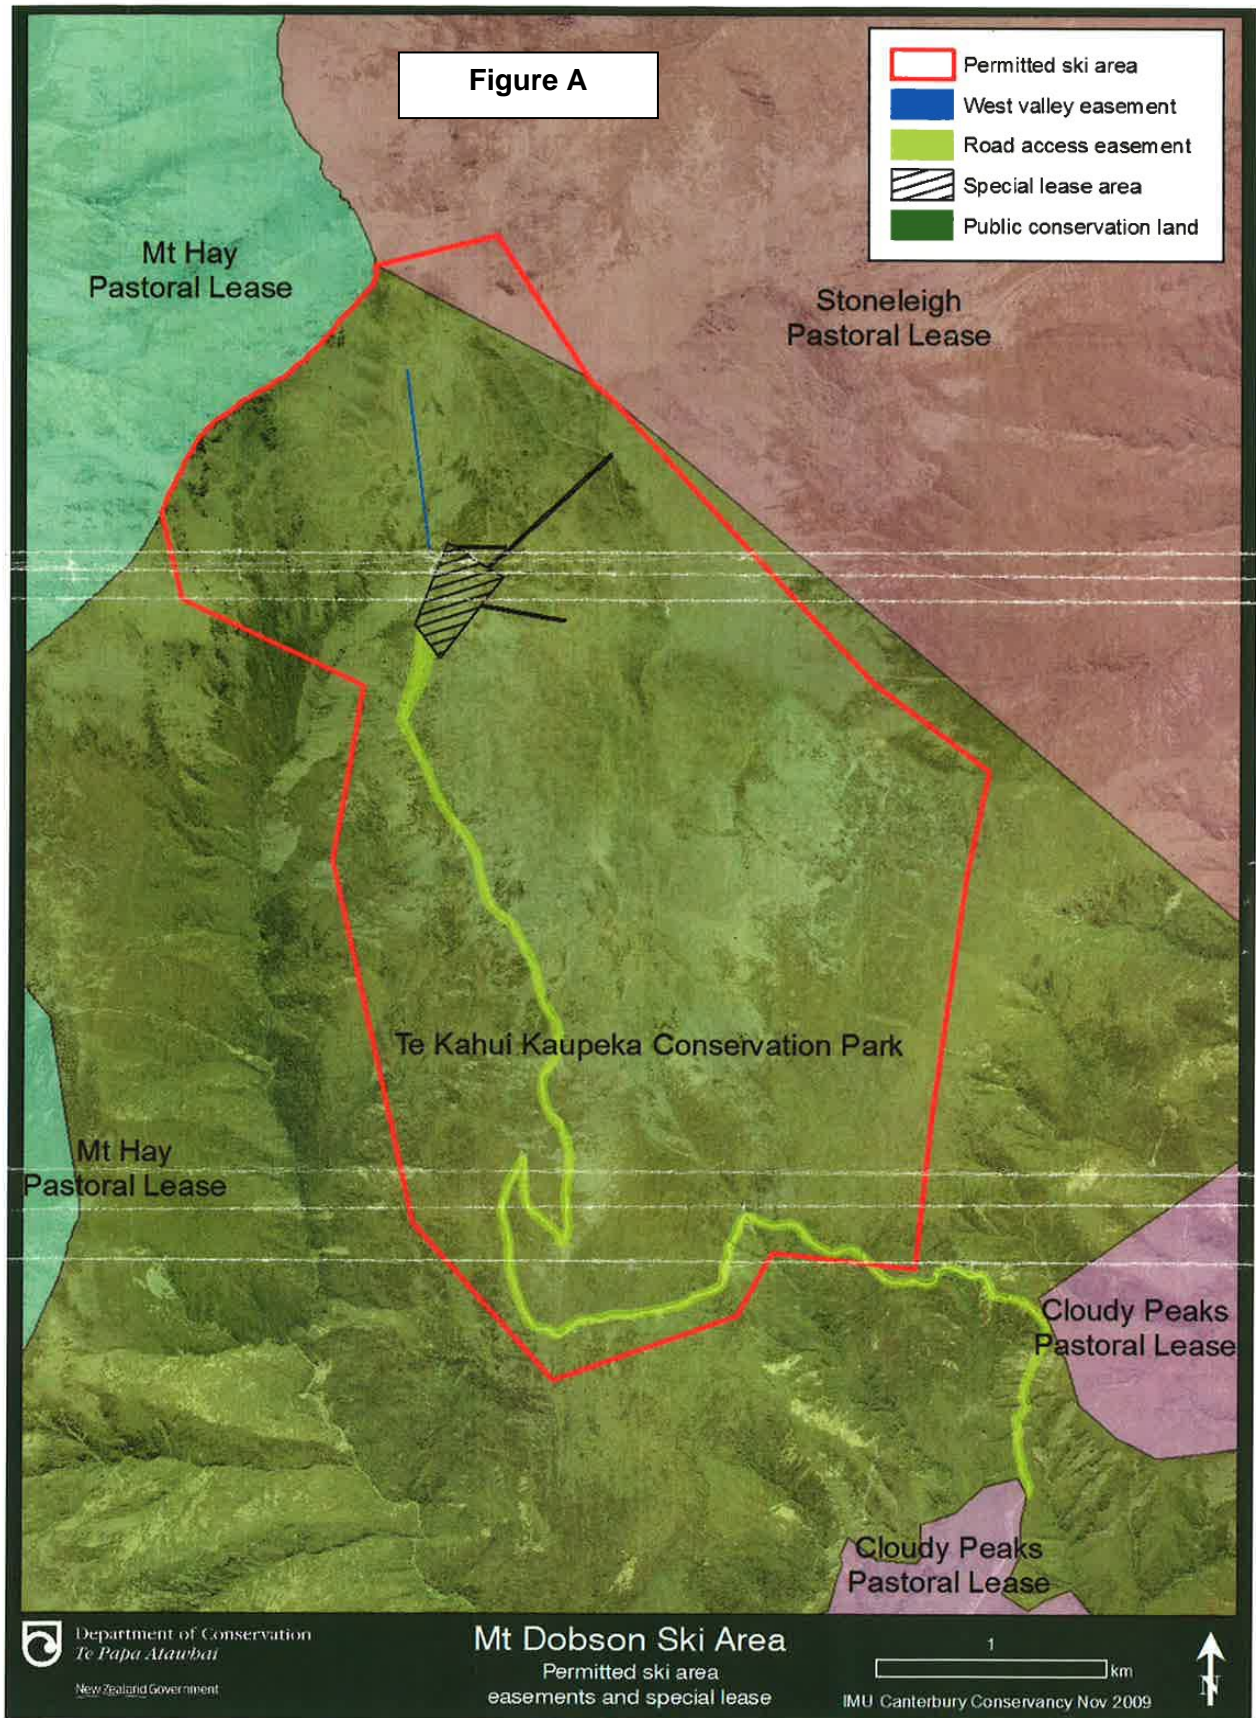 Figure A
Permitted ski area
West valley easement
Road access easement
Special lease area
Public conservation land
Mt Hay
Pastoral Lease
Stoneleigh
Pastoral Lease
Te Kahui Kaupeka Conservation Park
Mt Hay
Pastoral Lease
Cloudy Peaks
Pastoral Lease
Cloudy Peaks
Pastoral Lease
Department of Conservation
Te Papa Atawbai
New Zealand Government
Mt Dobson Ski Area
Permitted ski area
easements and special lease
1
km
IMU Canterbury Conservancy Nov 2009
N